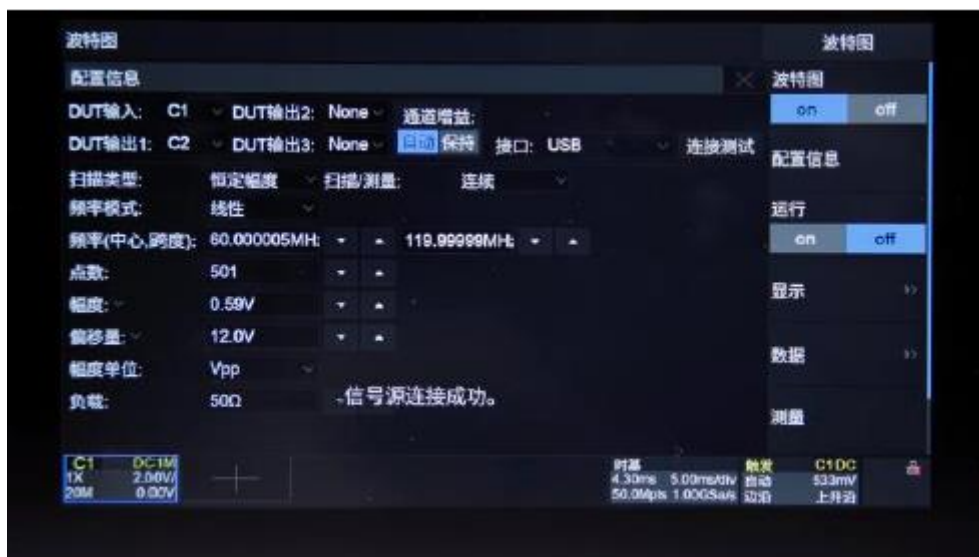 波特图
波特图
配置信息
波特图
on off
DUT输入: C1 DUT输出2: None 通道增益:
DUT输出1: C2 DUT输出3: None 自动 保持 接口: USB 连接测试
配置信息
扫描类型: 恒定幅度 扫描/测量: 连续
频率模式: 线性
运行
on off
频率(中心,跨度): 60.000005MHz 119.99999MHz
点数: 501
显示
幅度: 0.59V
偏移量: 12.0V
数据
幅度单位: Vpp
负载: 50Ω 信号源连接成功。
测量
C1 DC1M
1X 2.00V/
20M 0.00V
时基
4.30ms 5.00ms/div
50.0Mpts 1.00GSa/s
触发 C1DC
自动 533mV
边沿 上升沿